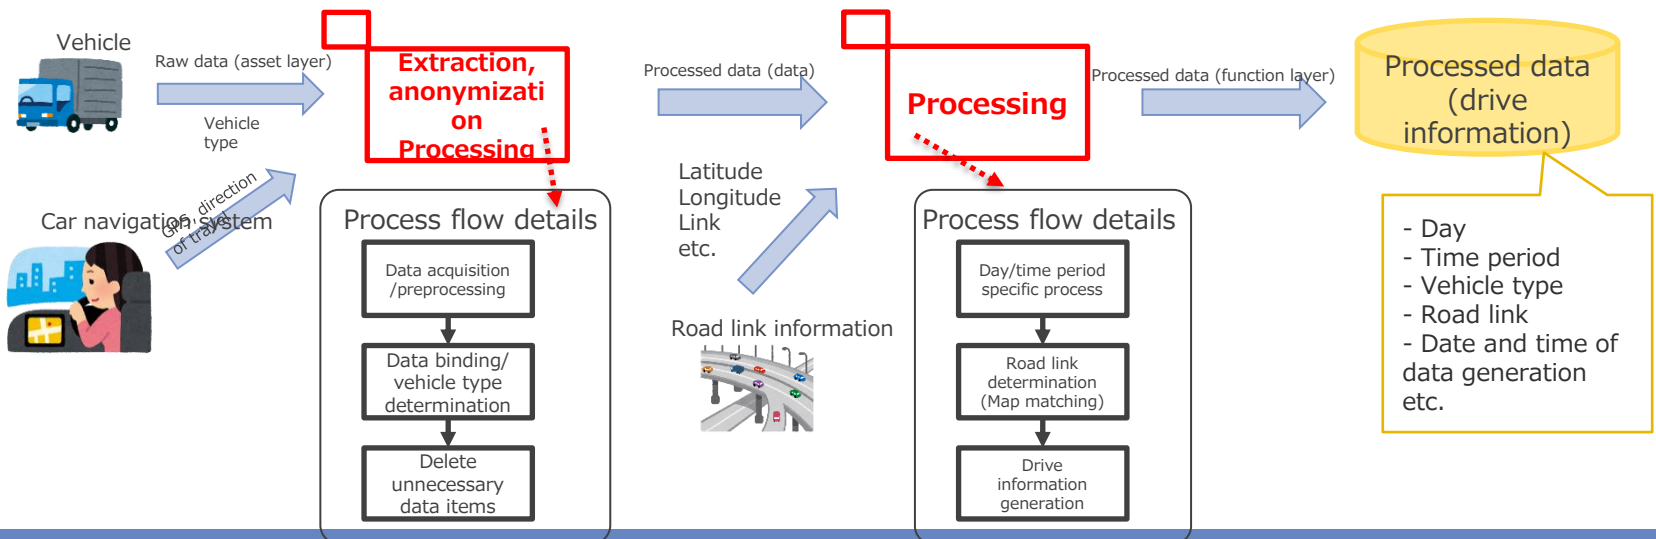 Vehicle
Raw data (asset layer)
Vehicle
type
Car navigation system
GPS, direction
of travel
Extraction,
anonymizati
on
Processing
Process flow details
Data acquisition
/preprocessing
Data binding/
vehicle type
determination
Delete
unnecessary
data items
Processed data (data)
Latitude
Longitude
Link
etc.
Road link information
Processing
Process flow details
Day/time period
specific process
Road link
determination
(Map matching)
Drive
information
generation
Processed data (function layer)
Processed data
(drive
information)
- Day
- Time period
- Vehicle type
- Road link
- Date and time of
data generation
etc.